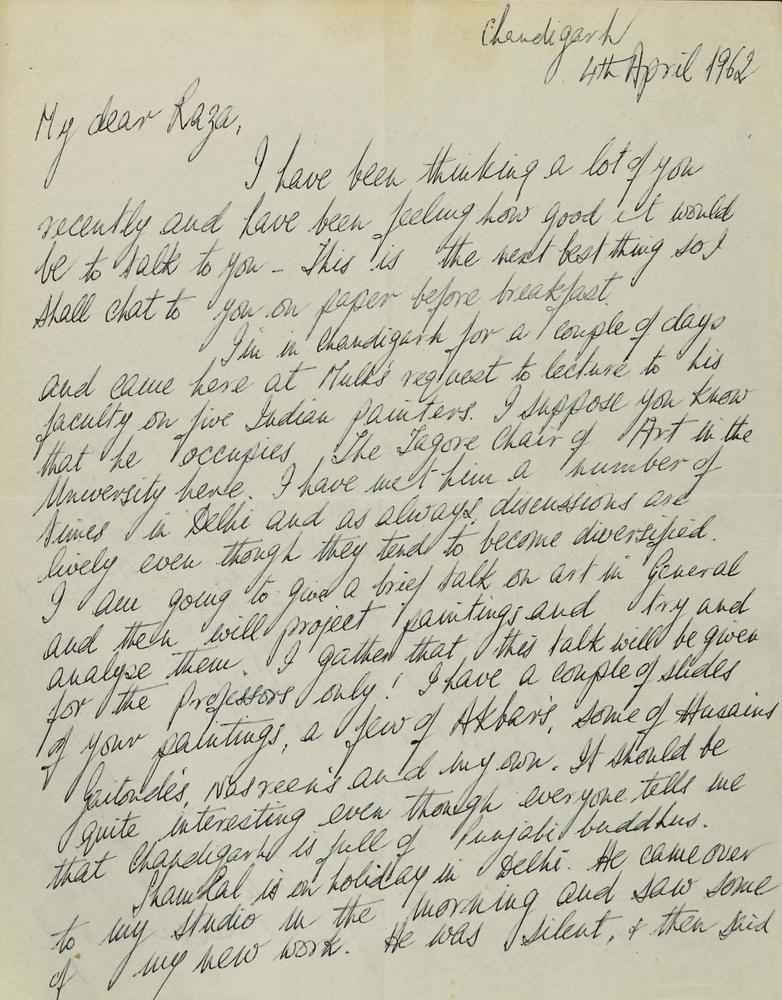 Chandigarh
4th April 1962
My dear Raza,
I have been thinking a lot of you
recently and have been feeling how good it would
be to talk to you - This is the next best thing so I
shall chat to you on paper before breakfast.
I'm in Chandigarh for a couple of days
and came here at Mulk's request to lecture to his
faculty on five Indian painters. I suppose you know
that he occupies The Tagore Chair of Art in the
University here. I have met him a number of
times in Delhi and as always discussions are
lively even though they tend to become diversified.
I am going to give a brief talk on art in General
and then will project paintings and try and
analyse them. I gather that this talk will be given
for the Professors only! I have a couple of slides
of your paintings, a few of Akbar's, some of Husains
Gaitonde's, Nasreen's and my own. It should be
quite interesting even though everyone tells me
that Chandigarh is full of Punjabi buddhus.
Shamlal is on holiday in Delhi. He came over
to my studio in the morning and saw some
of my new work. He was silent, & then said